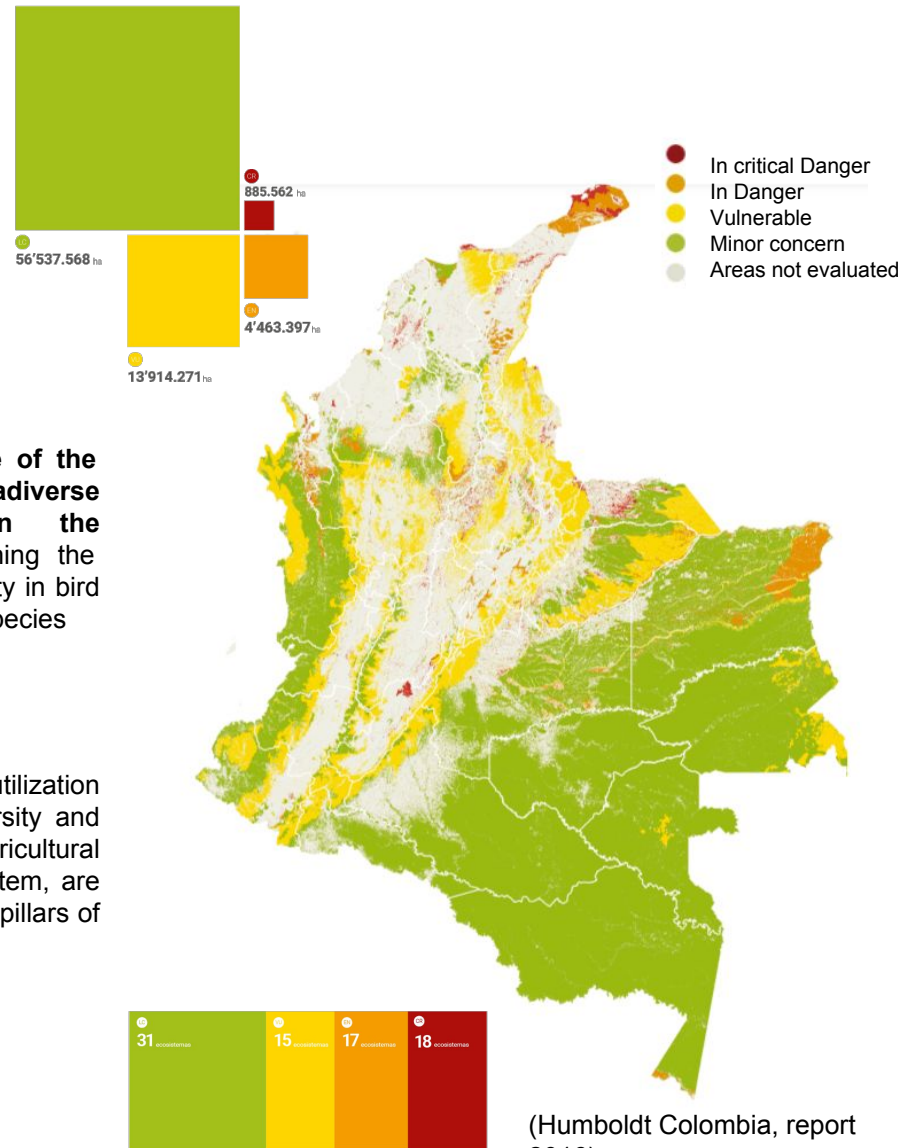 CR
885.562 ha
LC
56'537.568 ha
EN
4'463.397 ha
13'914.271 ha
In critical Danger
In Danger
Vulnerable
Minor concern
Areas not evaluated
of the
adiverse
the
ning the
ty in bird
pecies
utilization
rsity and
ricultural
tem, are
pillars of
LC
31 ecosistemas
15 ecosistemas
EN
17 ecosistemas
CR
18 ecosistemas
(Humboldt Colombia, report